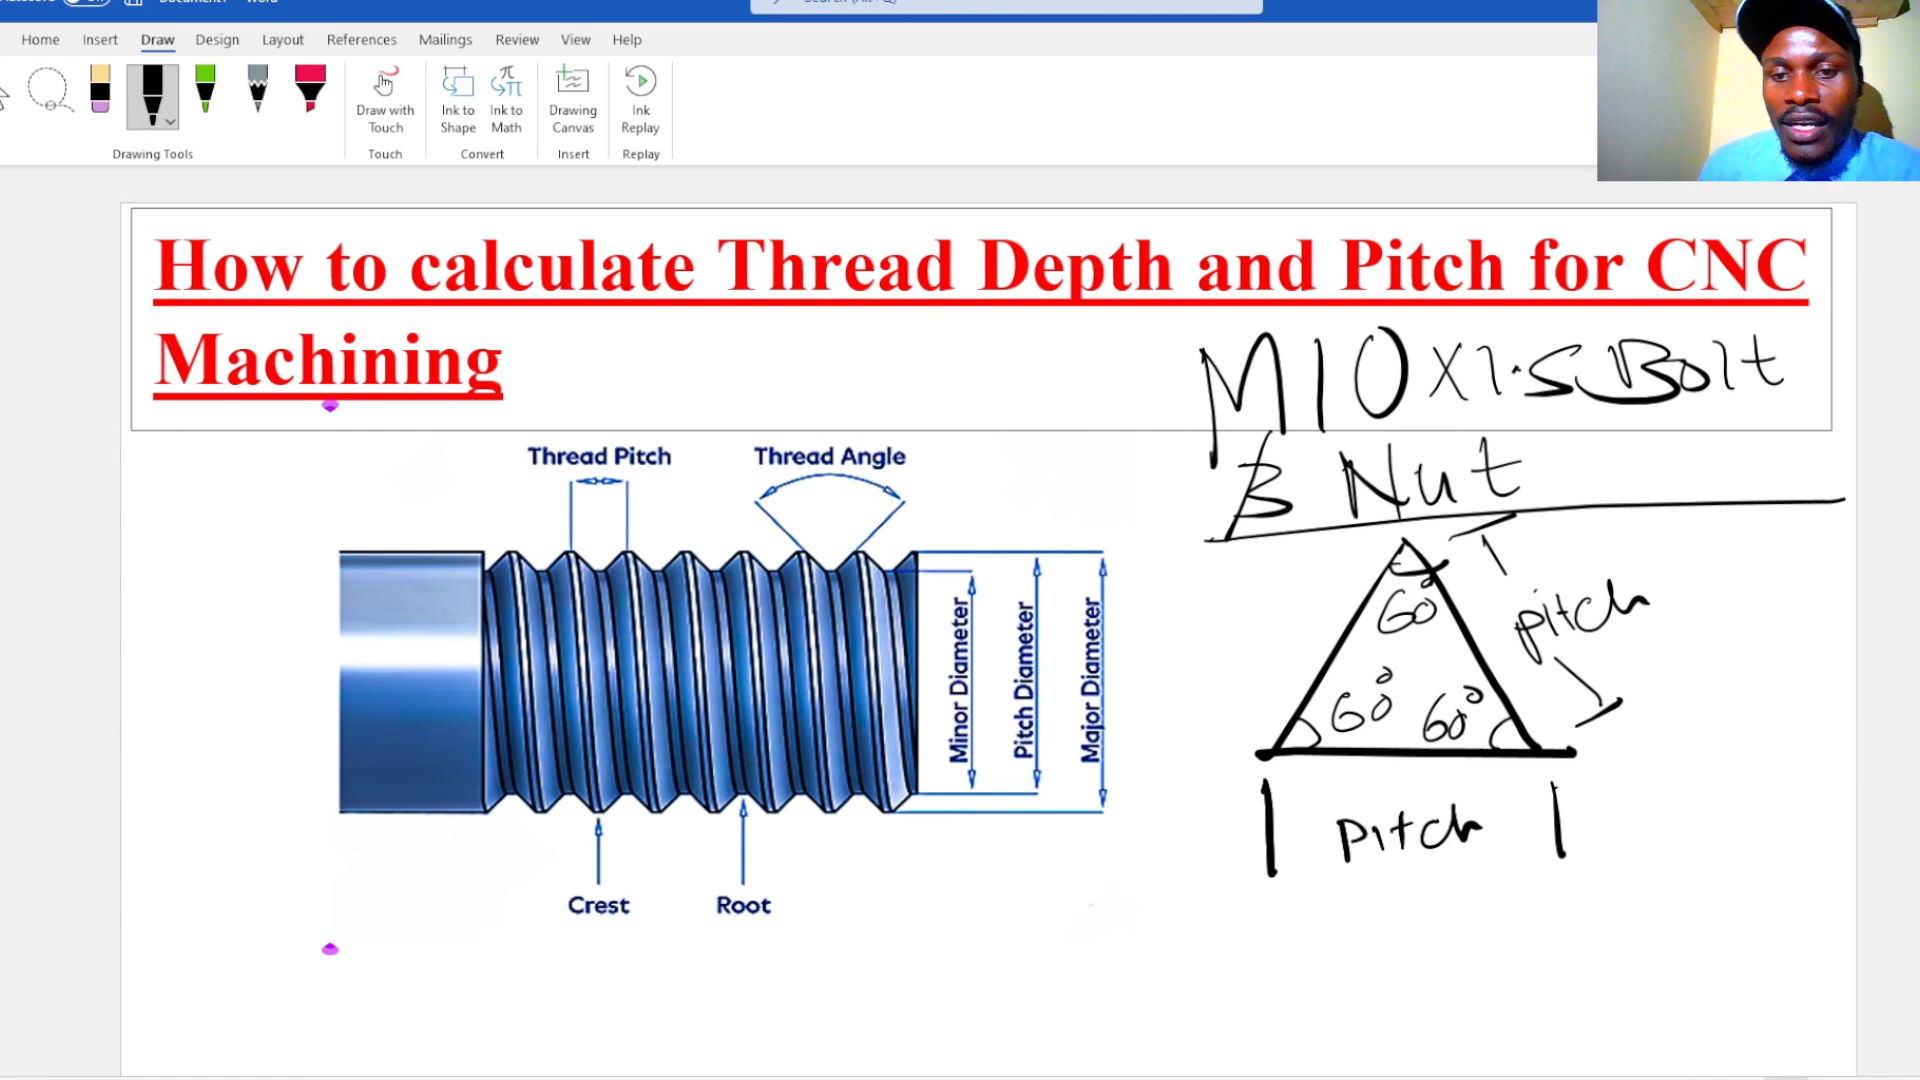 Home Insert Draw Design Layout References Mailings Review View Help
Draw with Touch
Ink to Shape
Ink to Math
Drawing Canvas
Ink Replay
Drawing Tools Touch Convert Insert Replay
How to calculate Thread Depth and Pitch for CNC
Machining
M10 x 1.5 Bolt
& Nut
Thread Pitch
Thread Angle
Minor Diameter
Pitch Diameter
Major Diameter
Crest
Root
60°
60° 60°
pitch
pitch